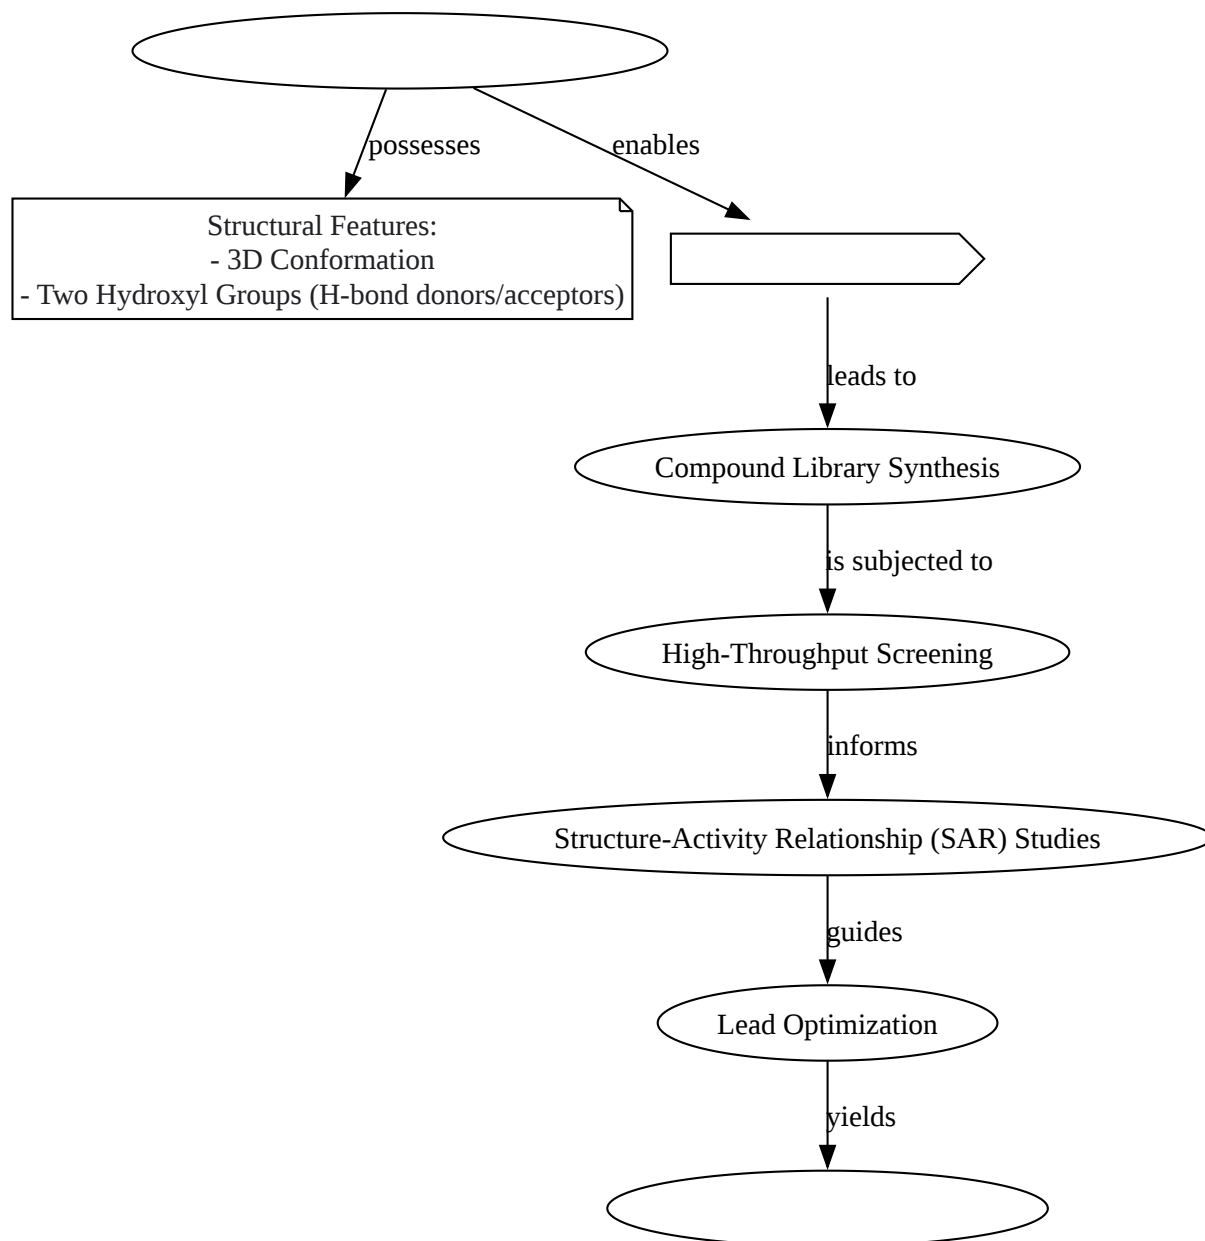 possesses
enables
Structural Features:
- 3D Conformation
- Two Hydroxyl Groups (H-bond donors/acceptors)
leads to
Compound Library Synthesis
is subjected to
High-Throughput Screening
informs
Structure-Activity Relationship (SAR) Studies
guides
Lead Optimization
yields